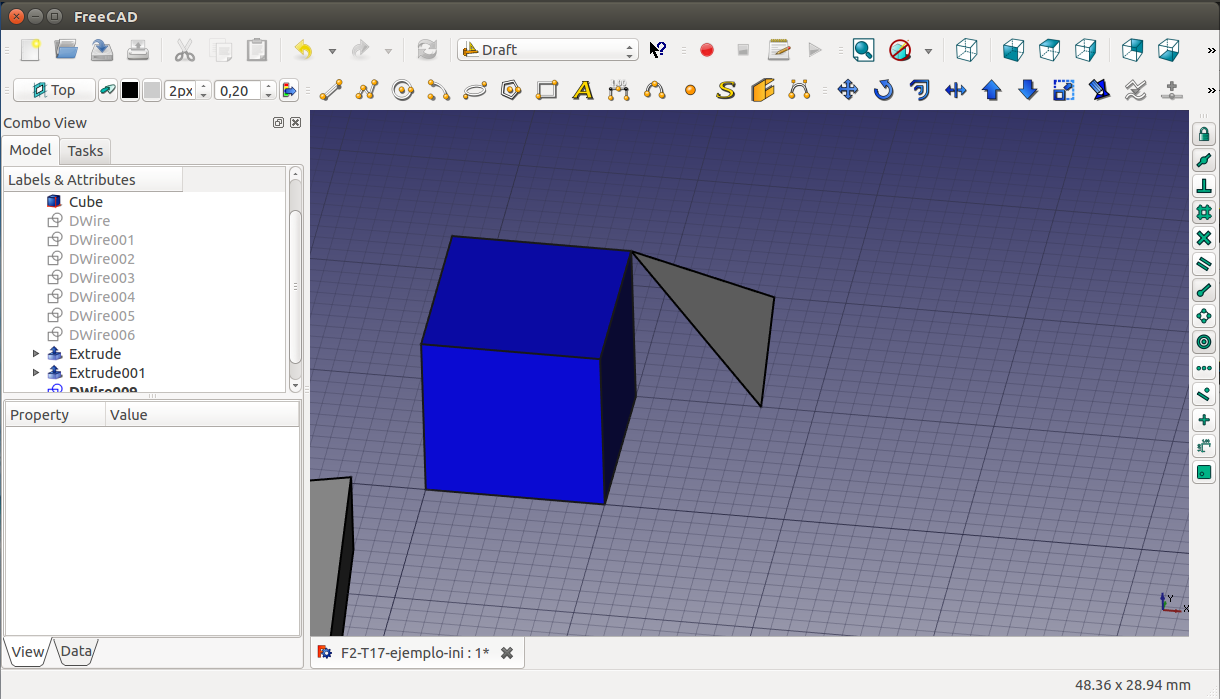 FreeCAD
Draft
Top
2px
0,20
Combo View
Model
Tasks
Labels & Attributes
Cube
DWire
DWire001
DWire002
DWire003
DWire004
DWire005
DWire006
Extrude
Extrude001
DWire009
Property
Value
Y
X
View
Data
F2-T17-ejemplo-ini : 1*
48.36 x 28.94 mm